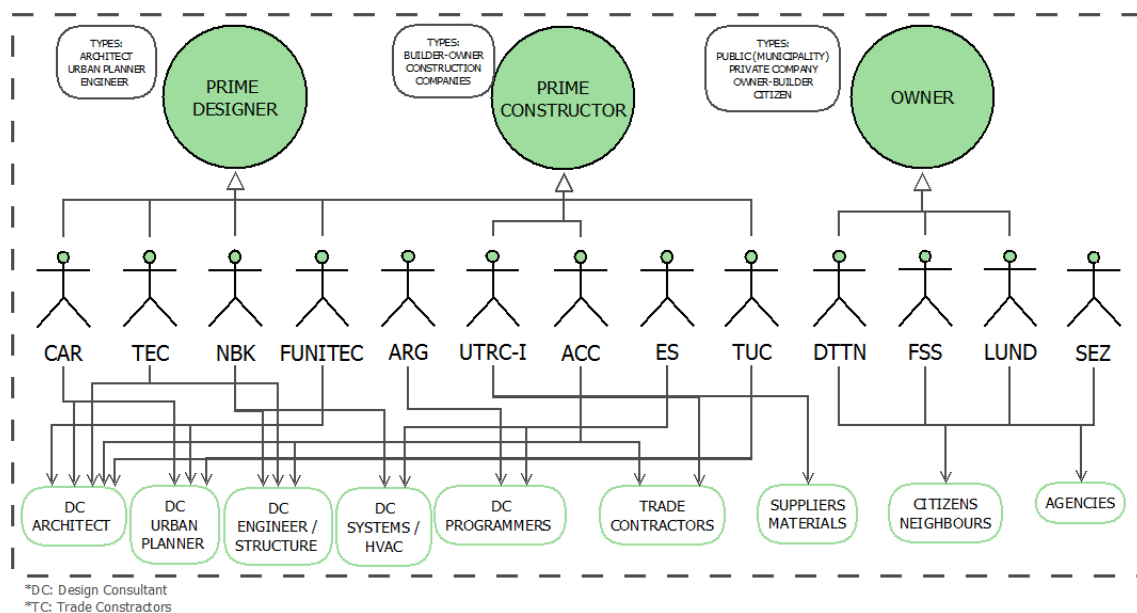 TYPES:
ARCHITECT
URBAN PLANNER
ENGINEER
PRIME
DESIGNER
TYPES:
BUILDER-OWNER
CONSTRUCTION
COMPANIES
PRIME
CONSTRUCTOR
TYPES:
PUBLIC (MUNICIPALITY)
PRIVATE COMPANY
OWNER-BUILDER
CITIZEN
OWNER
CAR TEC NBK FUNITEC ARG UTRC-I ACC ES TUC DTTN FSS LUND SEZ
DC
ARCHITECT
DC
URBAN
PLANNER
DC
ENGINEER /
STRUCTURE
DC
SYSTEMS /
HVAC
DC
PROGRAMMERS
TRADE
CONTRACTORS
SUPPLIERS
MATERIALS
CITIZENS
NEIGHBOURS
AGENCIES
*DC: Design Consultant
*TC: Trade Constractors